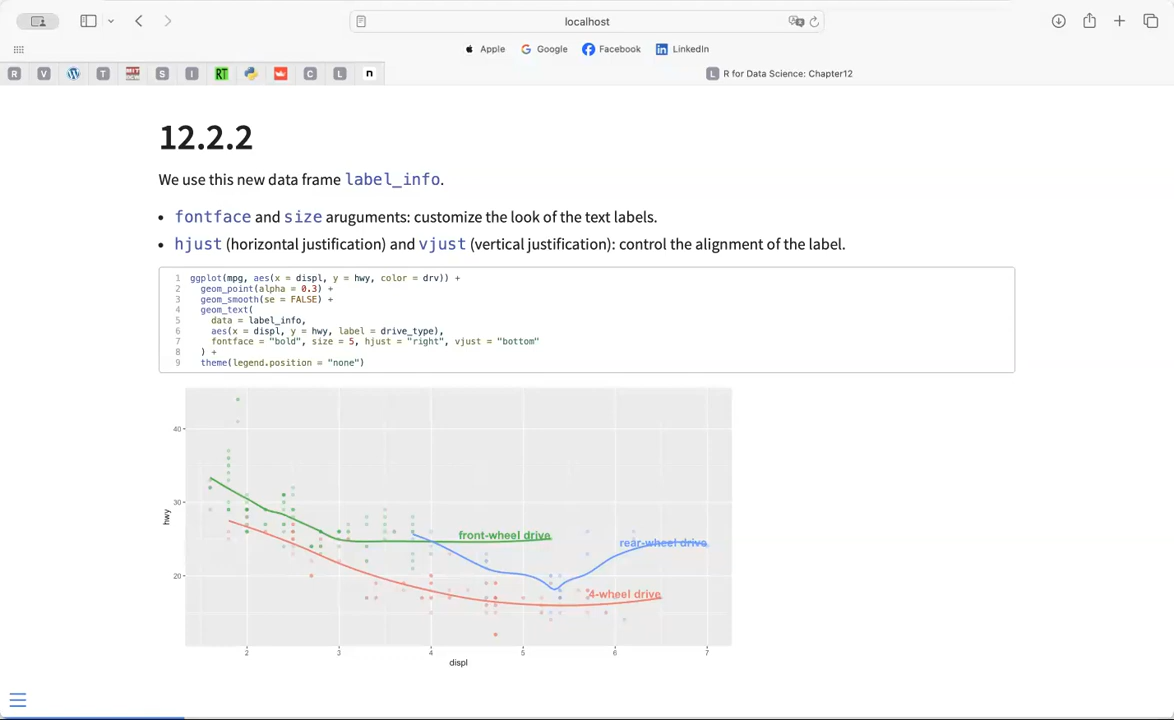 localhost
Apple Google Facebook LinkedIn
R V T S I RT C L n L R for Data Science: Chapter12
12.2.2
We use this new data frame label_info.
• fontface and size aruguments: customize the look of the text labels.
• hjust (horizontal justification) and vjust (vertical justification): control the alignment of the label.
1 ggplot(mpg, aes(x = displ, y = hwy, color = drv)) +
2 geom_point(alpha = 0.3) +
3 geom_smooth(se = FALSE) +
4 geom_text(
5 data = label_info,
6 aes(x = displ, y = hwy, label = drive_type),
7 fontface = "bold", size = 5, hjust = "right", vjust = "bottom"
8 ) +
9 theme(legend.position = "none")
40
30
hwy
front-wheel drive
rear-wheel drive
20
4-wheel drive
2 3 4 5 6 7
displ